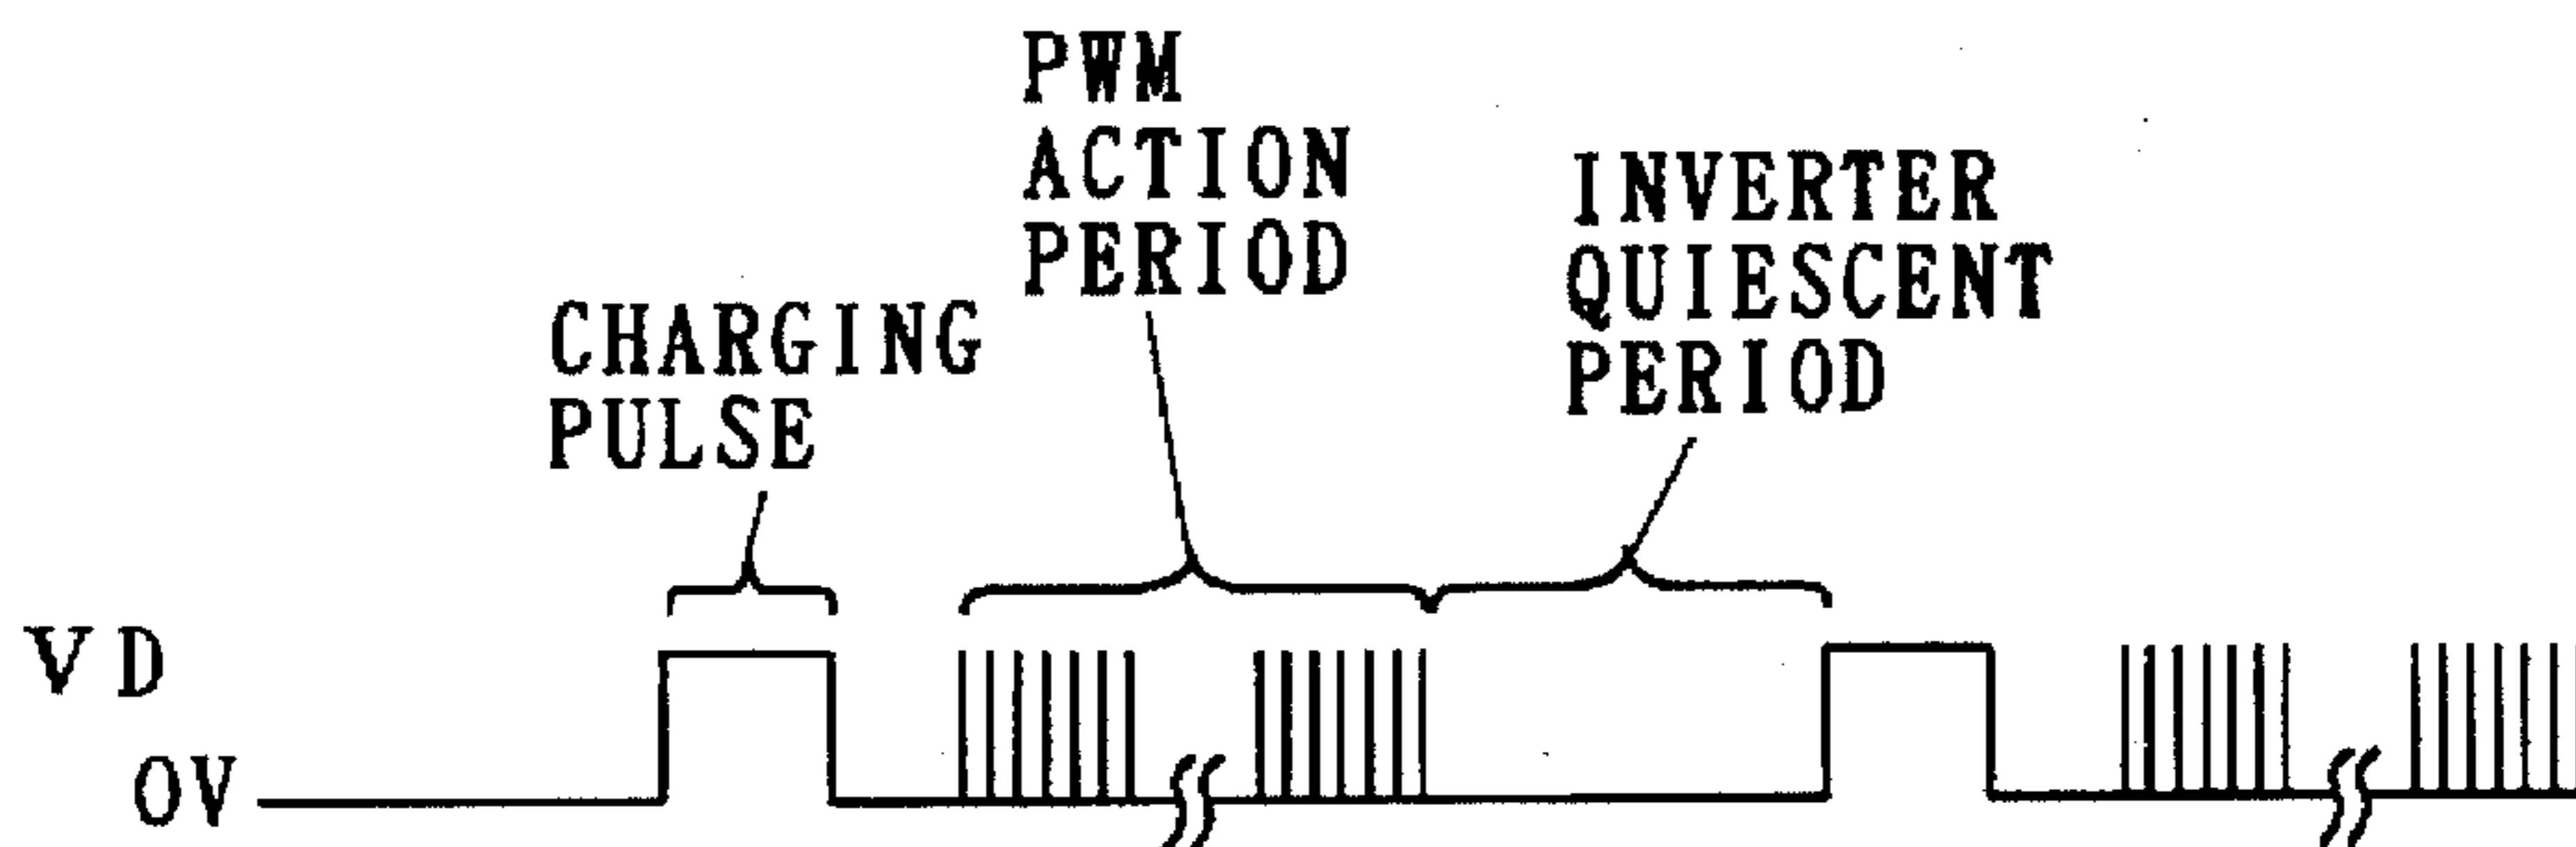 PWM
ACTION
PERIOD
INVERTER
QUIESCENT
PERIOD
CHARGING
PULSE
VD
0V